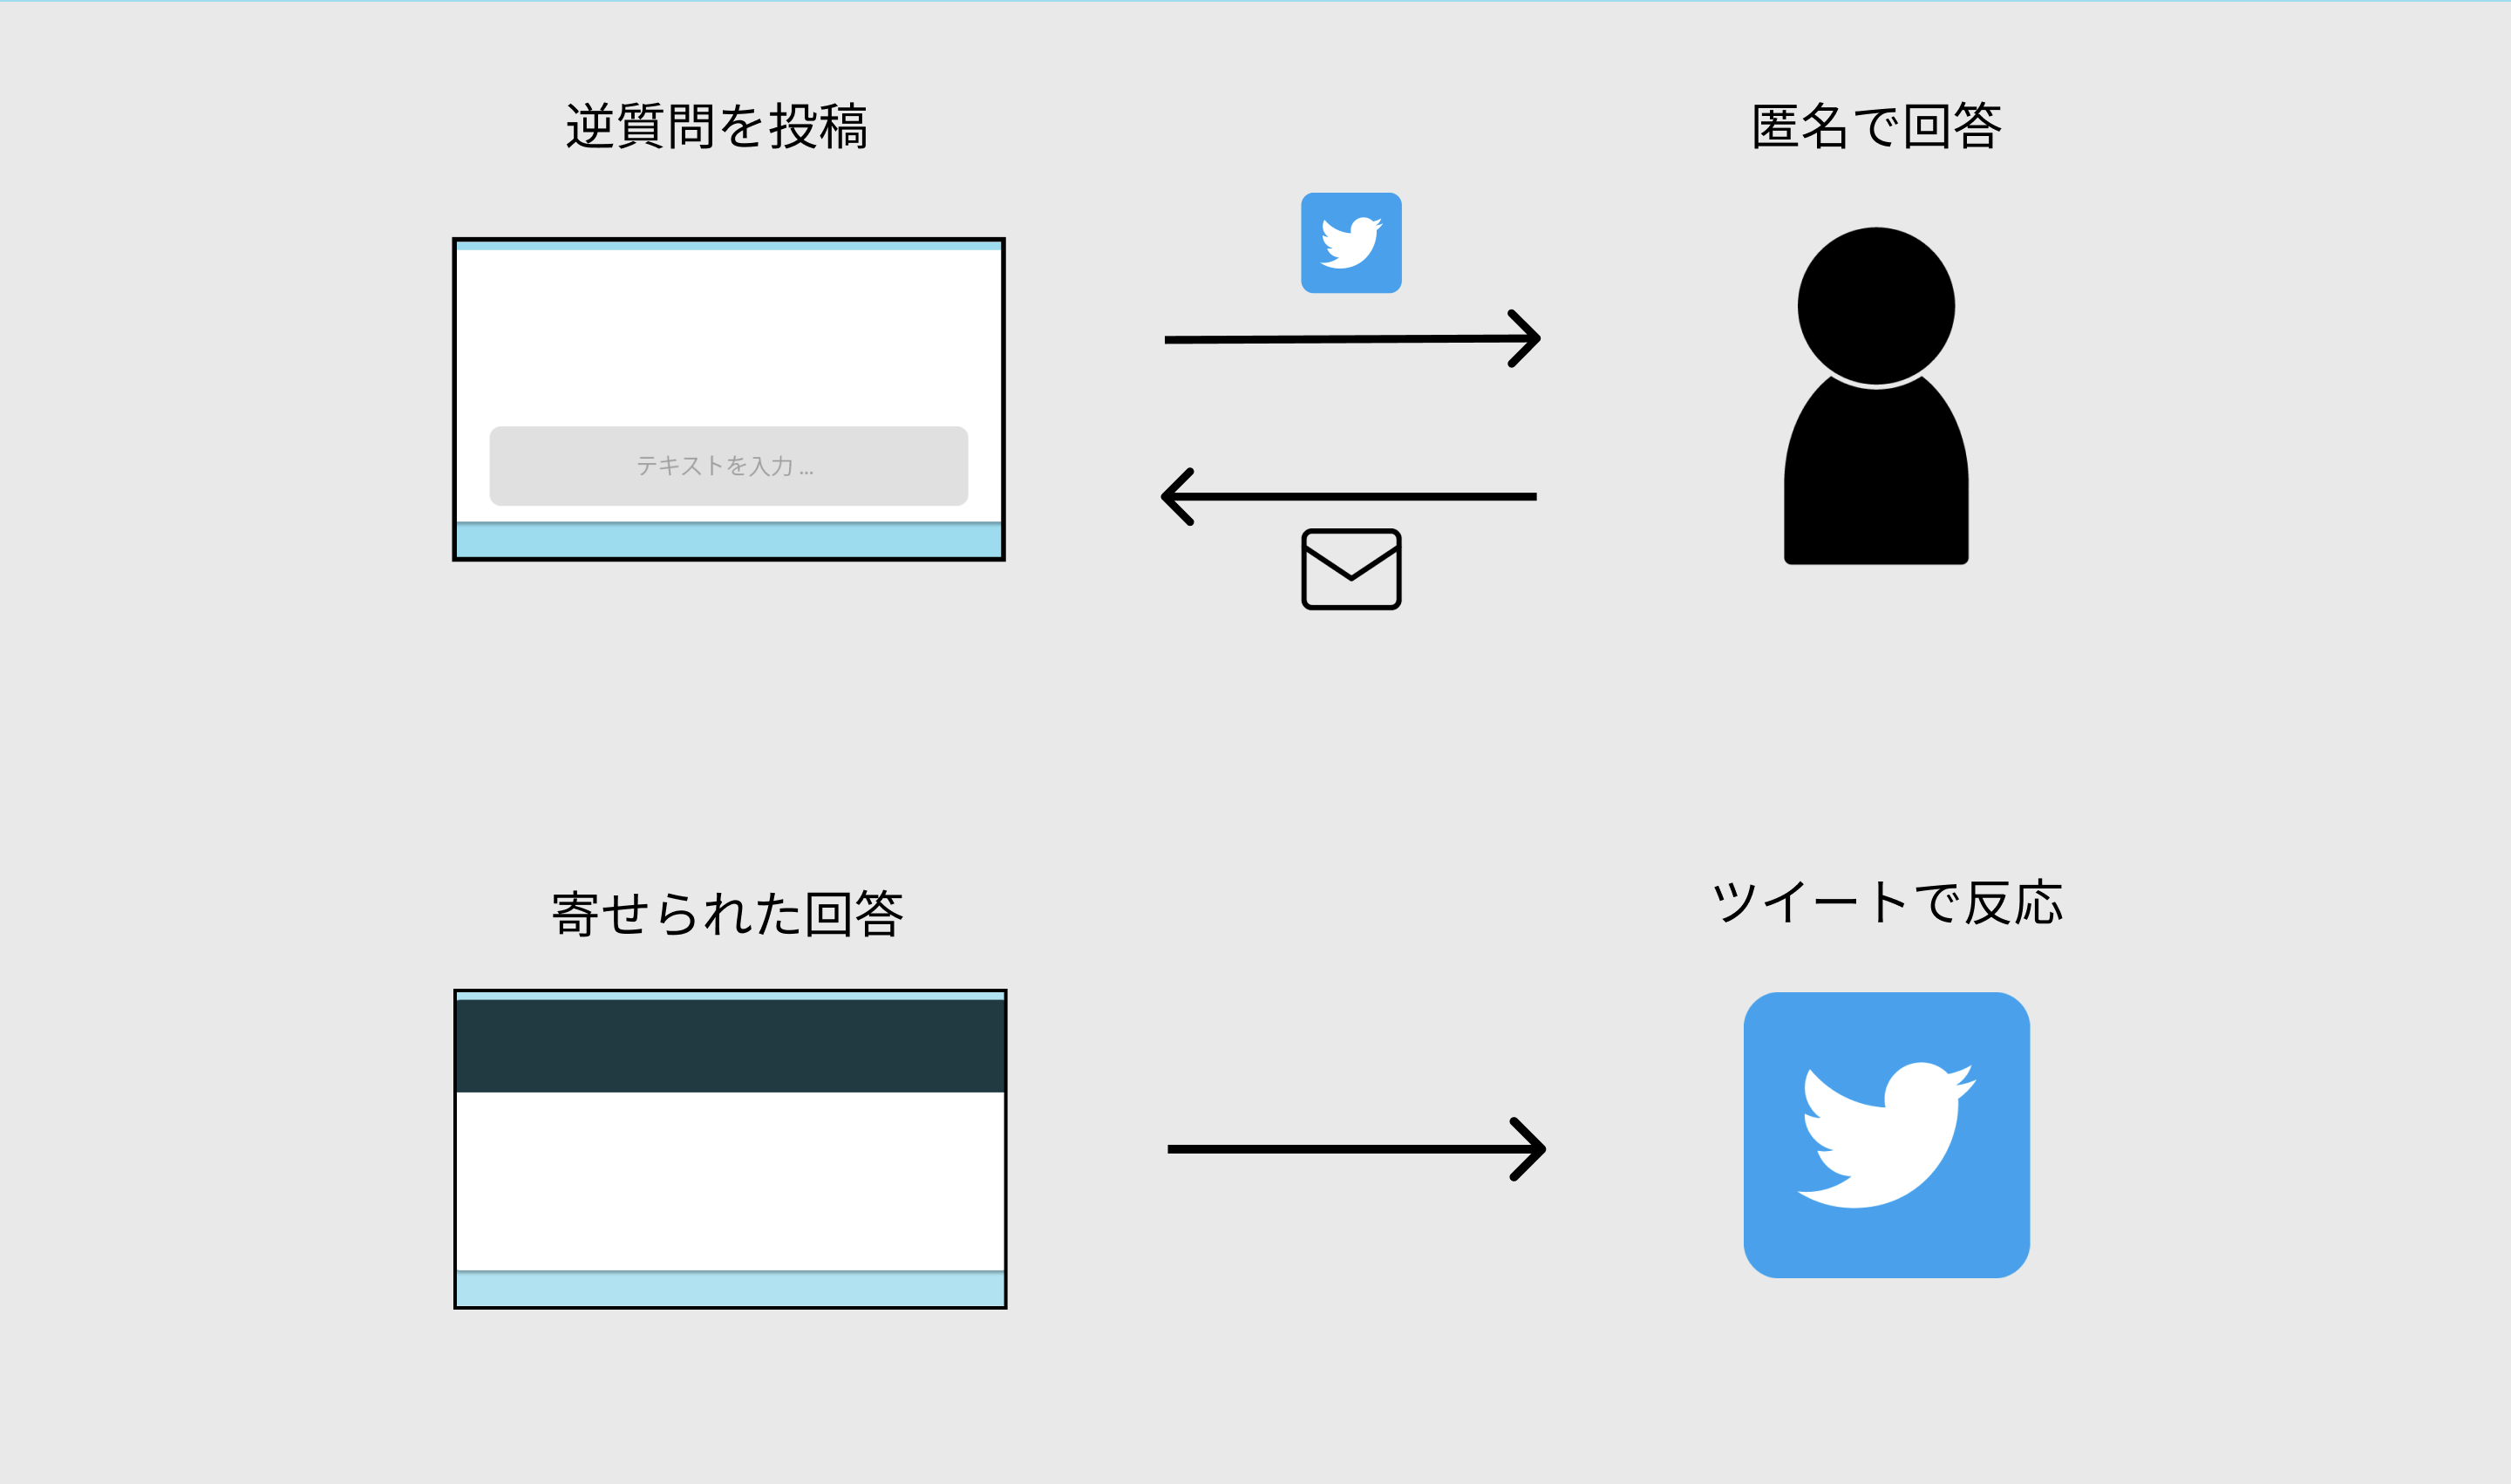 逆質問を投稿
匿名で回答
テキストを入力 ...
寄せられた回答
ツイートで反応